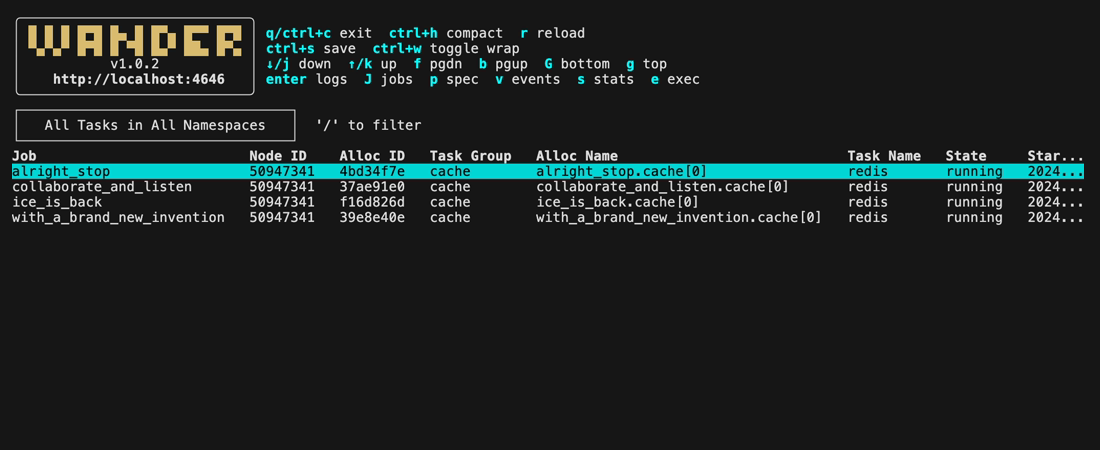 WANDER
v1.0.2
http://localhost:4646
q/ctrl+c exit ctrl+h compact r reload
ctrl+s save ctrl+w toggle wrap
↓/j down ↑/k up f pgdn b pgup G bottom g top
enter logs J jobs p spec v events s stats e exec
All Tasks in All Namespaces '/' to filter
Job Node ID Alloc ID Task Group Alloc Name Task Name State Star...
alright_stop 50947341 4bd34f7e cache alright_stop.cache[0] redis running 2024...
collaborate_and_listen 50947341 37ae91e0 cache collaborate_and_listen.cache[0] redis running 2024...
ice_is_back 50947341 f16d826d cache ice_is_back.cache[0] redis running 2024...
with_a_brand_new_invention 50947341 39e8e40e cache with_a_brand_new_invention.cache[0] redis running 2024...